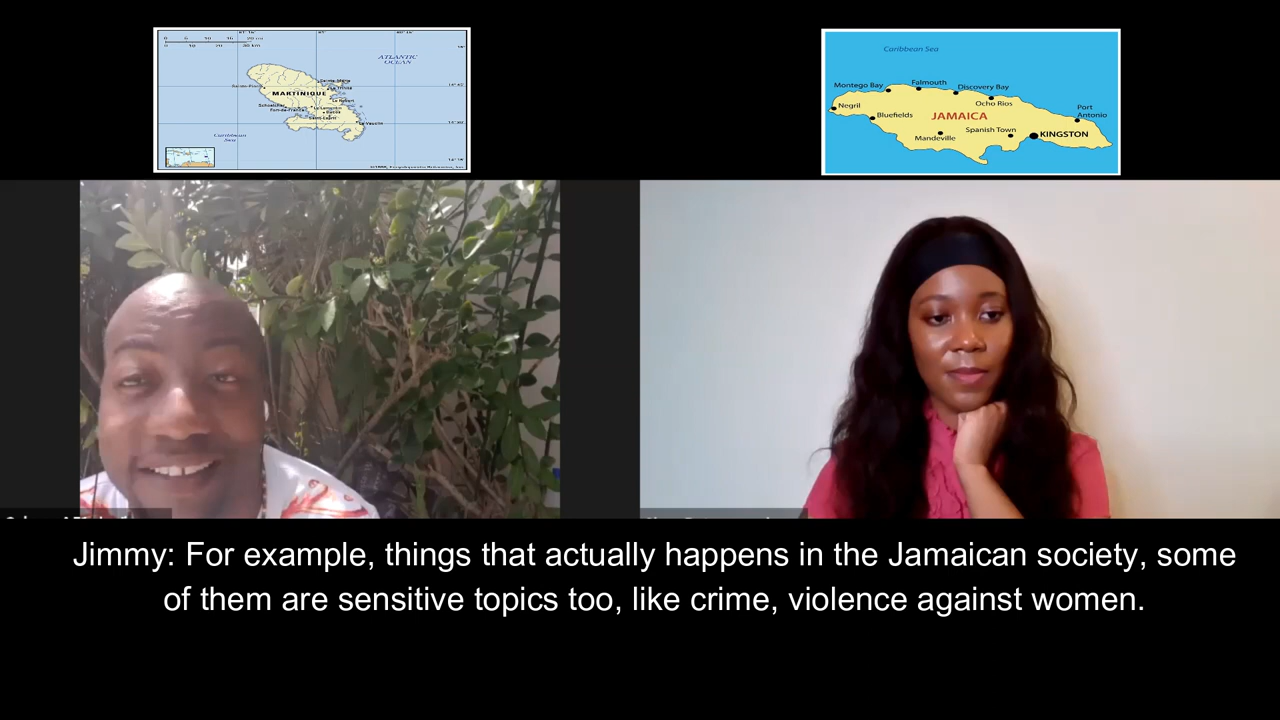 ATLANTIC
OCEAN
MARTINIQUE
Caribbean
Sea
Caribbean Sea
Montego Bay
Falmouth
Discovery Bay
Ocho Rios
Port
Antonio
Negril
Bluefields
JAMAICA
Spanish Town
KINGSTON
Mandeville
Jimmy: For example, things that actually happens in the Jamaican society, some
of them are sensitive topics too, like crime, violence against women.